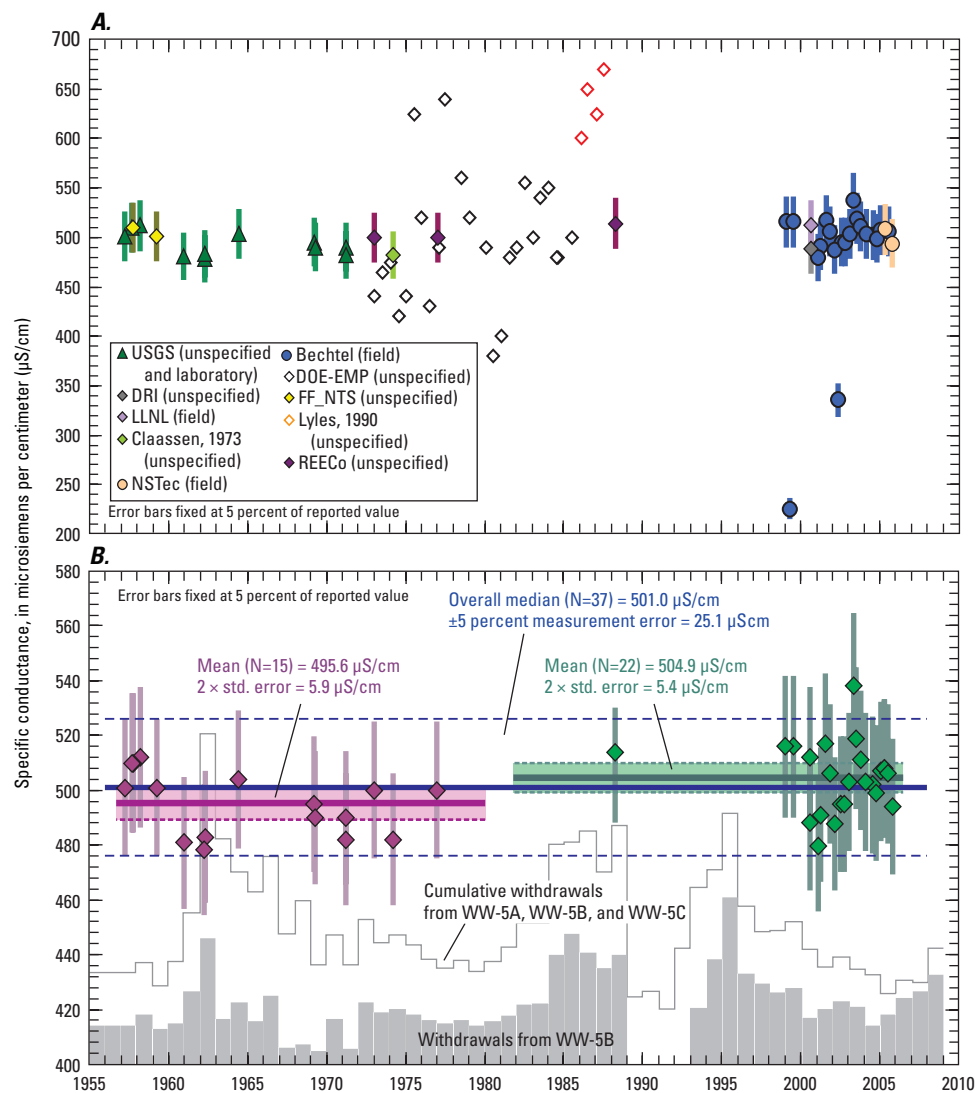 A.
700
650
600
550
500
450
400
350
300
250
200
USGS (unspecified
and laboratory)
DRI (unspecified)
LLNL (field)
Claassen, 1973
(unspecified)
NSTec (field)
Bechtel (field)
DOE-EMP (unspecified)
FF_NTS (unspecified)
Lyles, 1990
(unspecified)
REECo (unspecified)
Error bars fixed at 5 percent of reported value
Specific conductance, in microsiemens per centimeter (µS/cm)
B.
580
560
540
520
500
480
460
440
420
400
Error bars fixed at 5 percent of reported value
Overall median (N=37) = 501.0 µS/cm
±5 percent measurement error = 25.1 µScm
Mean (N=15) = 495.6 µS/cm
2 × std. error = 5.9 µS/cm
Mean (N=22) = 504.9 µS/cm
2 × std. error = 5.4 µS/cm
Cumulative withdrawals
from WW-5A, WW-5B, and WW-5C
Withdrawals from WW-5B
1955 1960 1965 1970 1975 1980 1985 1990 1995 2000 2005 2010